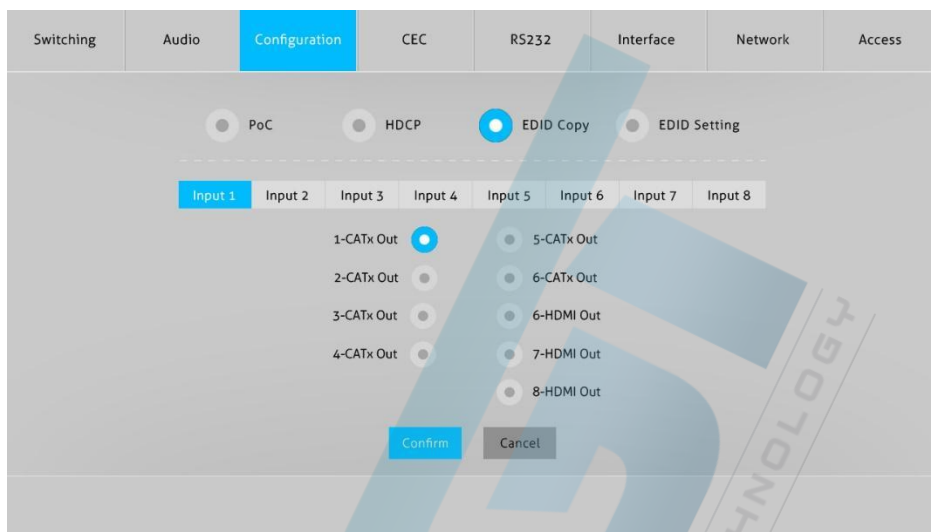 Switching Audio Configuration CEC RS232 Interface Network Access
PoC HDCP EDID Copy EDID Setting
Input 1 Input 2 Input 3 Input 4 Input 5 Input 6 Input 7 Input 8
1-CATx Out 5-CATx Out
2-CATx Out 6-CATx Out
3-CATx Out 6-HDMI Out
4-CATx Out 7-HDMI Out
8-HDMI Out
Confirm Cancel
HNOLOGY